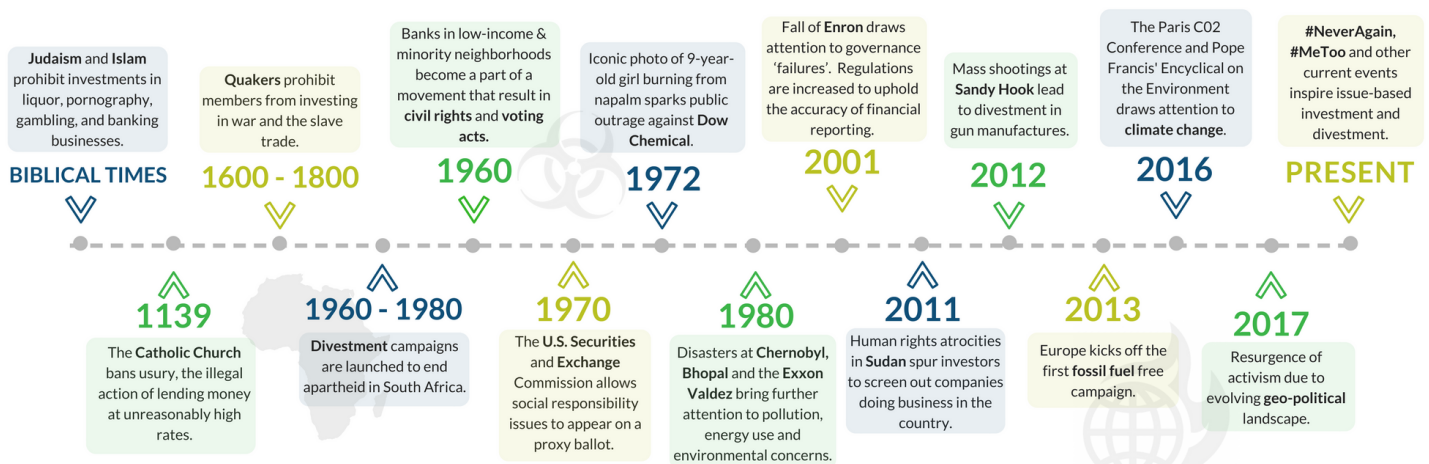 Judaism and Islam
prohibit investments in
liquor, pornography,
gambling, and banking
businesses.
BIBLICAL TIMES
1139
The Catholic Church
bans usury, the illegal
action of lending money
at unreasonably high
rates.
Quakers prohibit
members from investing
in war and the slave
trade.
1600 - 1800
1960 - 1980
Divestment campaigns
are launched to end
apartheid in South Africa.
Banks in low-income &
minority neighborhoods
become a part of a
movement that result in
civil rights and voting
acts.
1960
1970
The U.S. Securities
and Exchange
Commission allows
social responsibility
issues to appear on a
proxy ballot.
Iconic photo of 9-year-
old girl burning from
napalm sparks public
outrage against Dow
Chemical.
1972
1980
Disasters at Chernobyl,
Bhopal and the Exxon
Valdez bring further
attention to pollution,
energy use and
environmental concerns.
Fall of Enron draws
attention to governance
‘failures’. Regulations
are increased to uphold
the accuracy of financial
reporting.
2001
2011
Human rights atrocities
in Sudan spur investors
to screen out companies
doing business in the
country.
Mass shootings at
Sandy Hook lead
to divestment in
gun manufactures.
2012
2013
Europe kicks off the
first fossil fuel free
campaign.
The Paris C02
Conference and Pope
Francis' Encyclical on
the Environment
draws attention to
climate change.
2016
2017
Resurgence of
activism due to
evolving geo-political
landscape.
#NeverAgain,
#MeToo and other
current events
inspire issue-based
investment and
divestment.
PRESENT